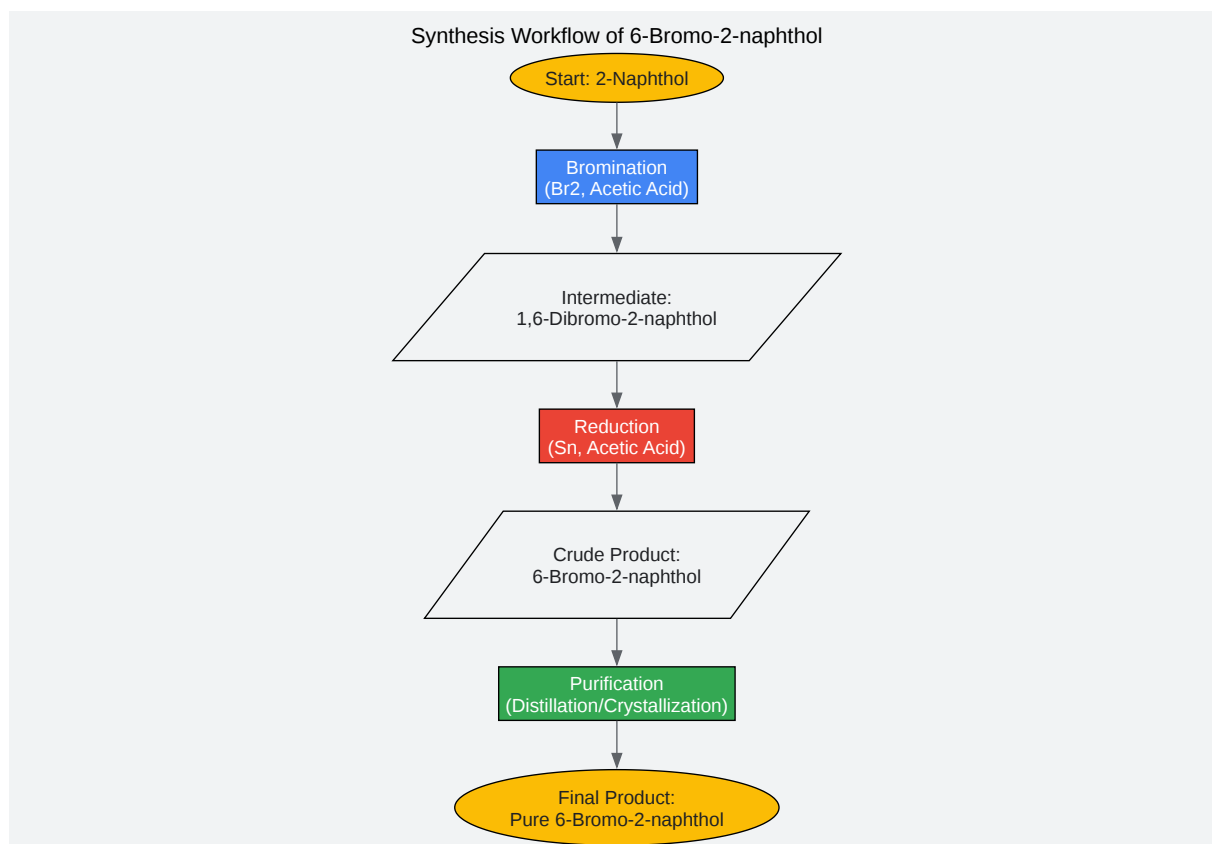 Synthesis Workflow of 6-Bromo-2-naphthol
Start: 2-Naphthol
Bromination
(Br2, Acetic Acid)
Intermediate:
1,6-Dibromo-2-naphthol
Reduction
(Sn, Acetic Acid)
Crude Product:
6-Bromo-2-naphthol
Purification
(Distillation/Crystallization)
Final Product:
Pure 6-Bromo-2-naphthol